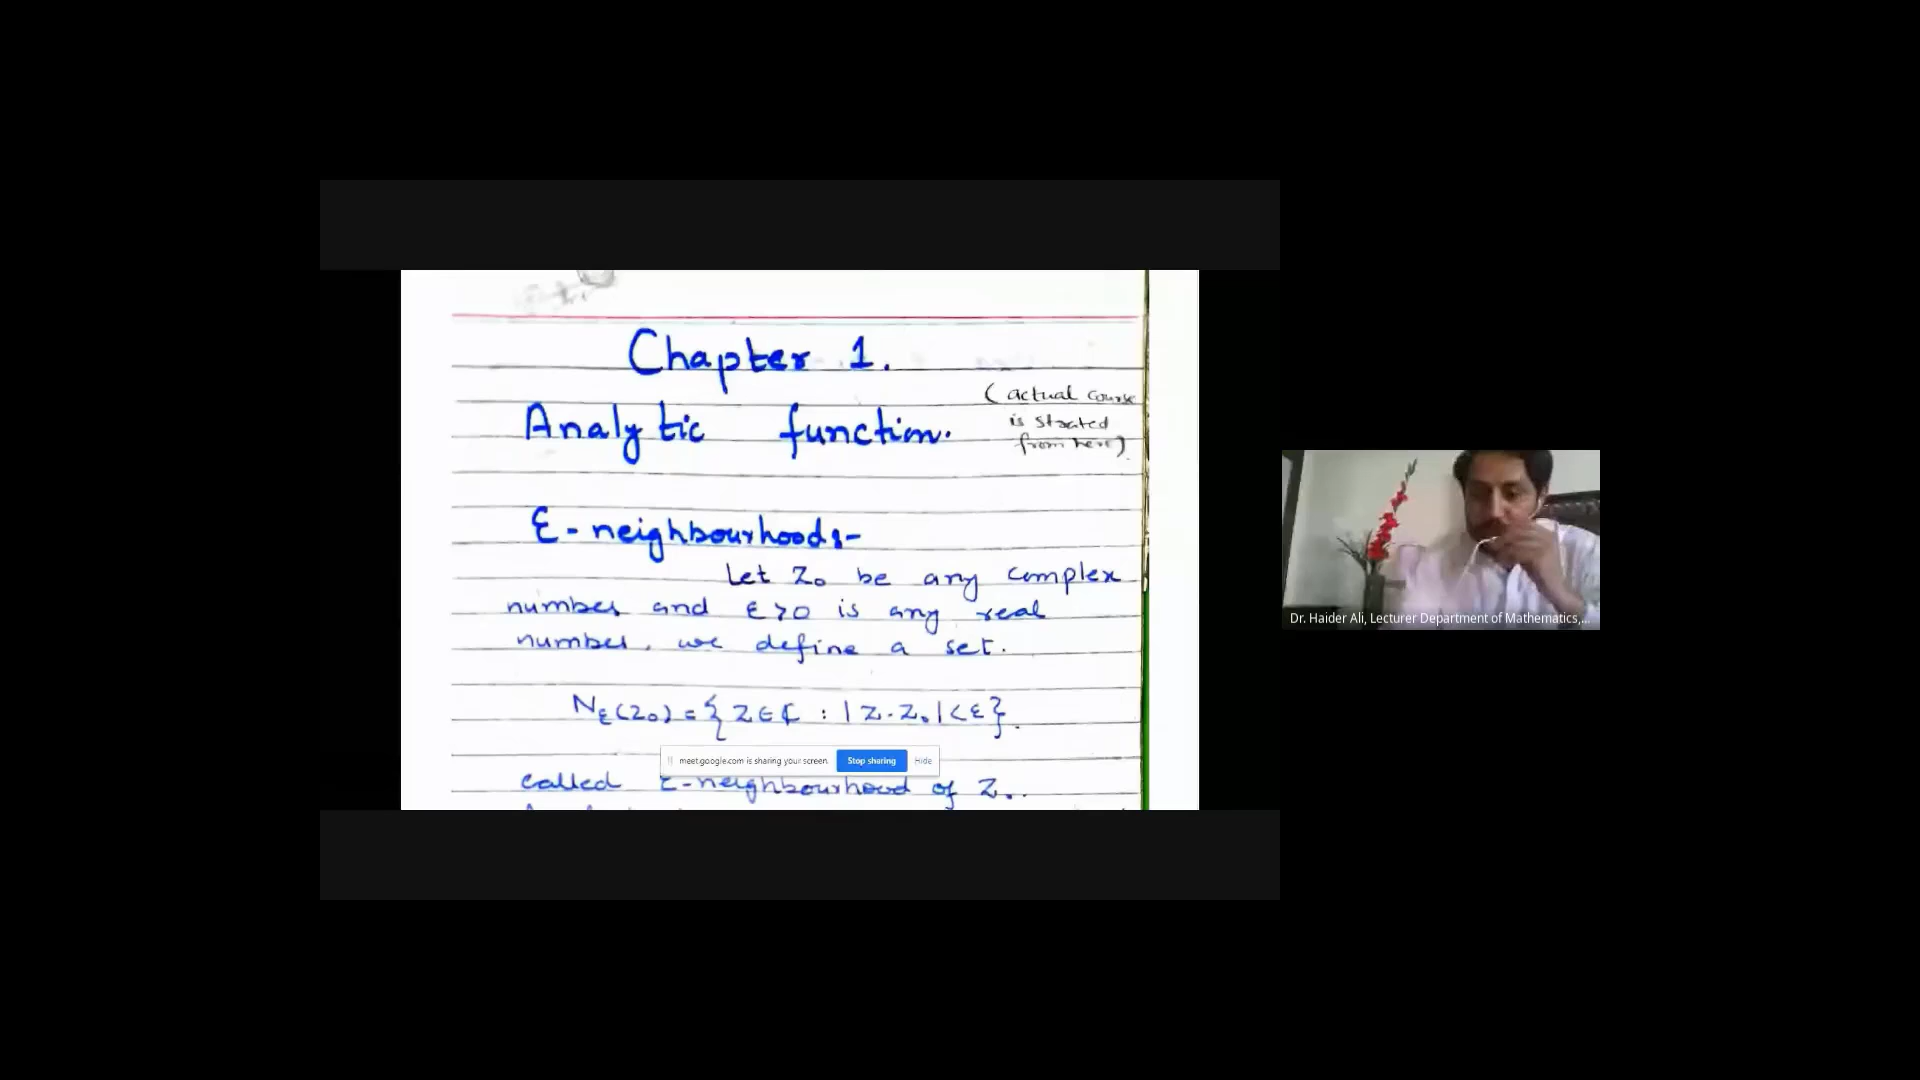 Chapter 1.
(actual course
Analytic function.
is started
from here)
ε-neighbourhoods-
Let Z₀ be any complex
number and ε>0 is any real
number, we define a set.
Nε(Z₀) = { Z ∈ ₵ : |Z-Z₀| < ε }.
meet.google.com is sharing your screen. Stop sharing Hide
called ε-neighbourhood of Z₀.
Dr. Haider Ali, Lecturer Department of Mathematics,...